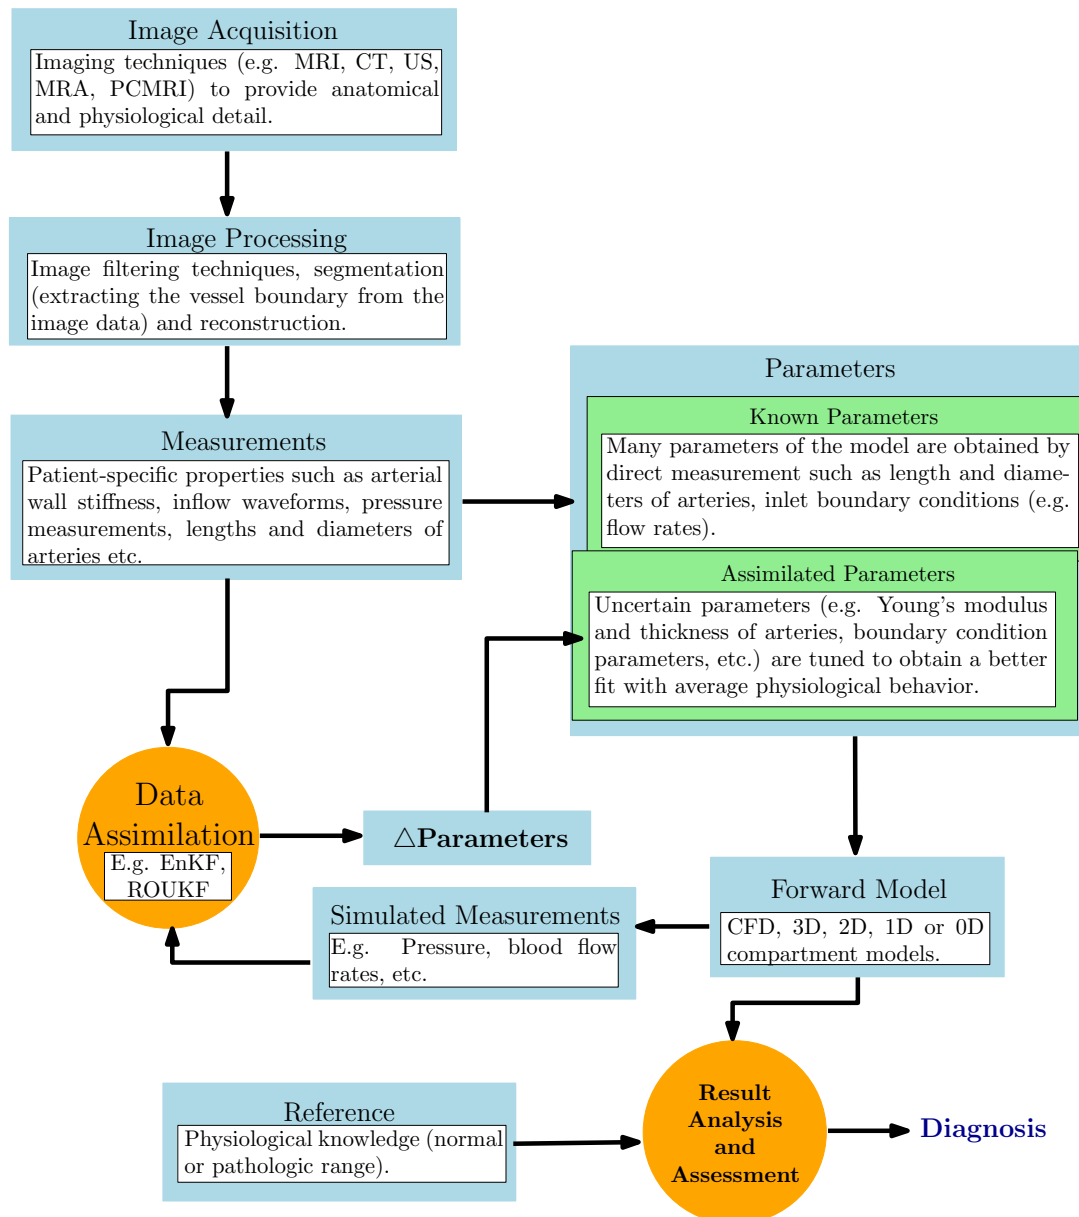 Image Acquisition
Imaging techniques (e.g. MRI, CT, US,
MRA, PCMRI) to provide anatomical
and physiological detail.
Image Processing
Image filtering techniques, segmentation
(extracting the vessel boundary from the
image data) and reconstruction.
Measurements
Patient-specific properties such as arterial
wall stiffness, inflow waveforms, pressure
measurements, lengths and diameters of
arteries etc.
Parameters
Known Parameters
Many parameters of the model are obtained by
direct measurement such as length and diame-
ters of arteries, inlet boundary conditions (e.g.
flow rates).
Assimilated Parameters
Uncertain parameters (e.g. Young's modulus
and thickness of arteries, boundary condition
parameters, etc.) are tuned to obtain a better
fit with average physiological behavior.
Data
Assimilation
E.g. EnKF,
ROUKF
△Parameters
Forward Model
CFD, 3D, 2D, 1D or 0D
compartment models.
Simulated Measurements
E.g. Pressure, blood flow
rates, etc.
Reference
Physiological knowledge (normal
or pathologic range).
Result
Analysis
and
Assessment
Diagnosis